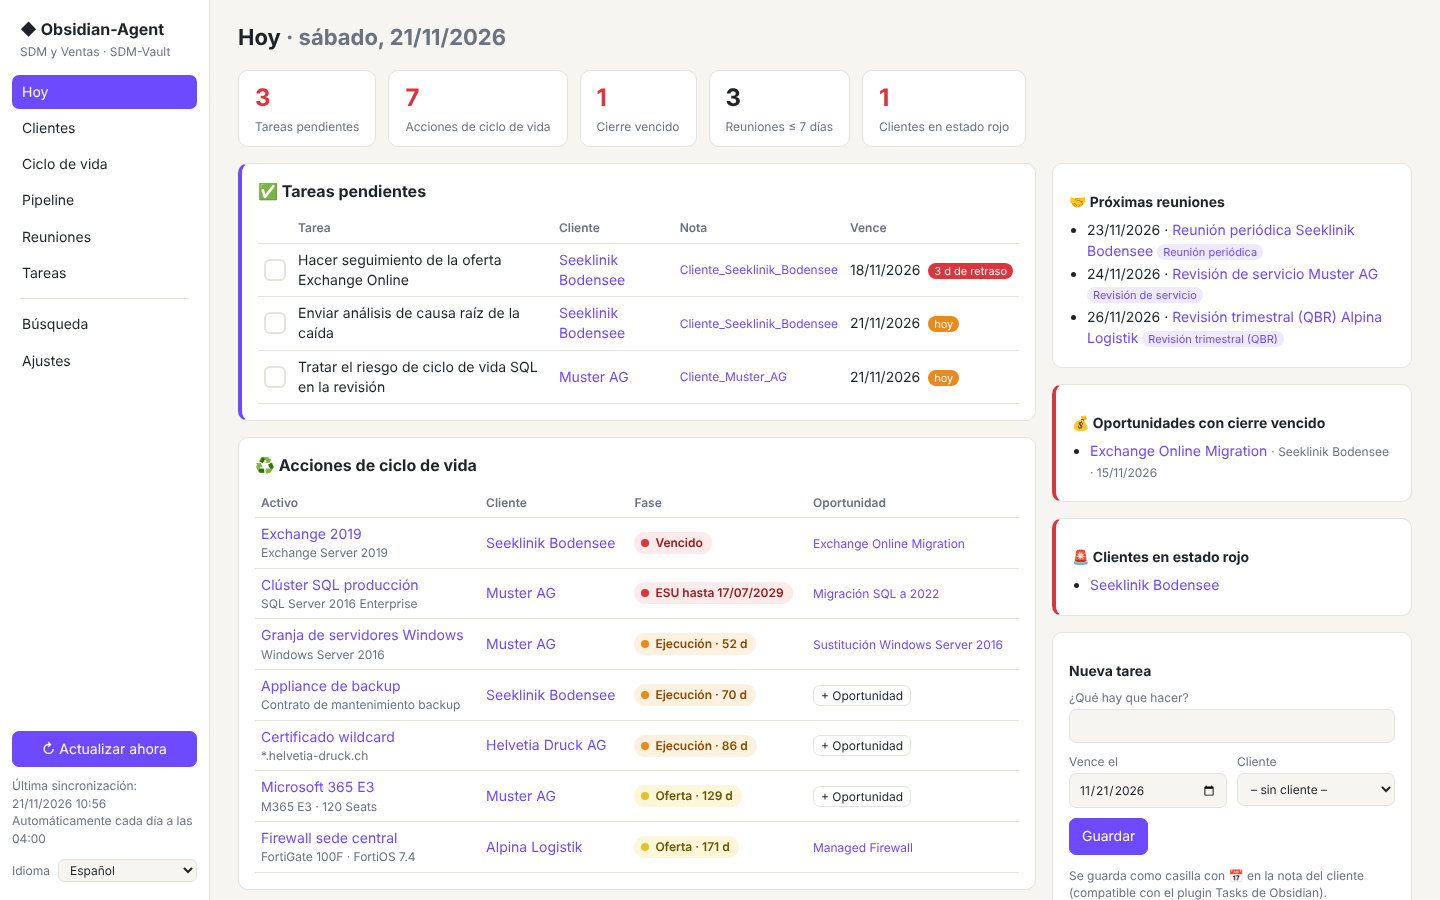 ◆ Obsidian-Agent
SDM y Ventas · SDM-Vault
Hoy
Clientes
Ciclo de vida
Pipeline
Reuniones
Tareas
Búsqueda
Ajustes
↻ Actualizar ahora
Última sincronización:
21/11/2026 10:56
Automáticamente cada día a las
04:00
Idioma Español
Hoy · sábado, 21/11/2026
3
Tareas pendientes
7
Acciones de ciclo de vida
1
Cierre vencido
3
Reuniones ≤ 7 días
1
Clientes en estado rojo
✅ Tareas pendientes
Tarea Cliente Nota Vence
Hacer seguimiento de la oferta
Exchange Online
Seeklinik
Bodensee
Cliente_Seeklinik_Bodensee
18/11/2026 3 d de retraso
Enviar análisis de causa raíz de la
caída
Seeklinik
Bodensee
Cliente_Seeklinik_Bodensee
21/11/2026 hoy
Tratar el riesgo de ciclo de vida SQL
en la revisión
Muster AG
Cliente_Muster_AG
21/11/2026 hoy
♻️ Acciones de ciclo de vida
Activo Cliente Fase Oportunidad
Exchange 2019
Exchange Server 2019
Seeklinik Bodensee
Vencido
Exchange Online Migration
Clúster SQL producción
SQL Server 2016 Enterprise
Muster AG
ESU hasta 17/07/2029
Migración SQL a 2022
Granja de servidores Windows
Windows Server 2016
Muster AG
Ejecución · 52 d
Sustitución Windows Server 2016
Appliance de backup
Contrato de mantenimiento backup
Seeklinik Bodensee
Ejecución · 70 d
+ Oportunidad
Certificado wildcard
*.helvetia-druck.ch
Helvetia Druck AG
Ejecución · 86 d
+ Oportunidad
Microsoft 365 E3
M365 E3 · 120 Seats
Muster AG
Oferta · 129 d
+ Oportunidad
Firewall sede central
FortiGate 100F · FortiOS 7.4
Alpina Logistik
Oferta · 171 d
Managed Firewall
🤝 Próximas reuniones
• 23/11/2026 · Reunión periódica Seeklinik
Bodensee Reunión periódica
• 24/11/2026 · Revisión de servicio Muster AG
Revisión de servicio
• 26/11/2026 · Revisión trimestral (QBR) Alpina
Logistik Revisión trimestral (QBR)
💰 Oportunidades con cierre vencido
• Exchange Online Migration · Seeklinik Bodensee
· 15/11/2026
🚨 Clientes en estado rojo
• Seeklinik Bodensee
Nueva tarea
¿Qué hay que hacer?
Vence el Cliente
11/21/2026 – sin cliente –
Guardar
Se guarda como casilla con 📅 en la nota del cliente
(compatible con el plugin Tasks de Obsidian).